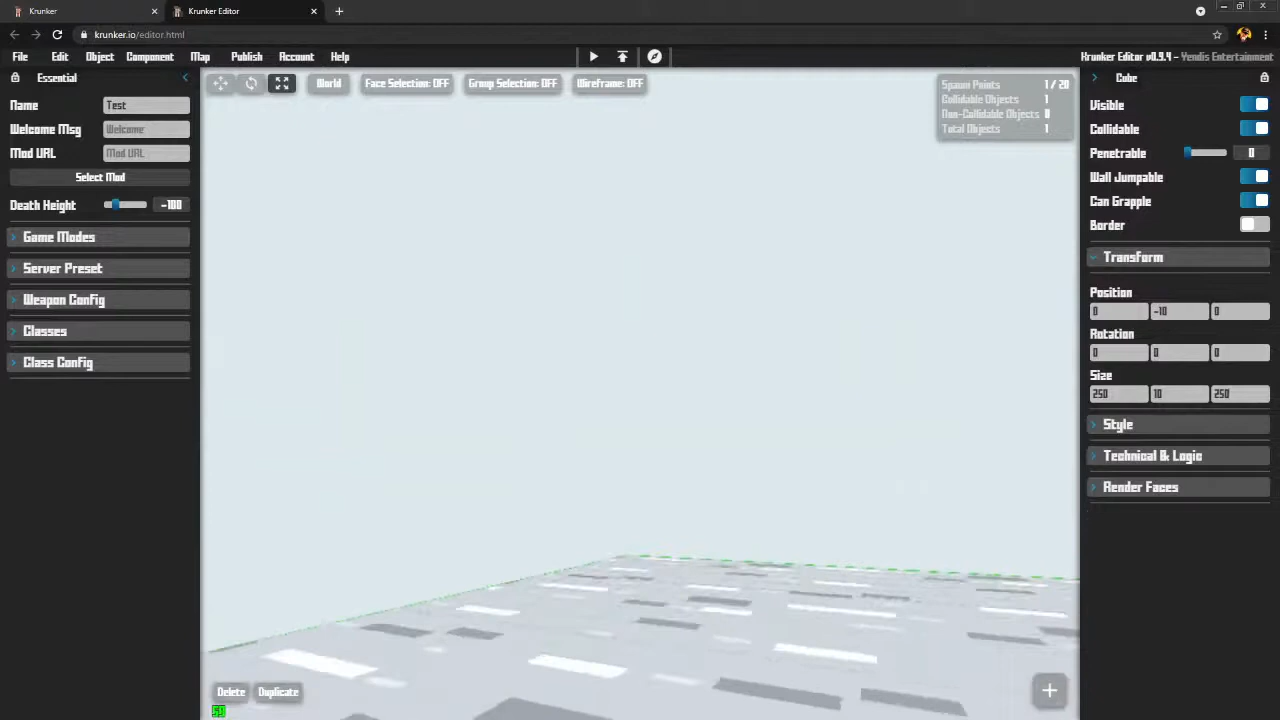 Krunker
Krunker Editor
krunker.io/editor.html
File Edit Object Component Map Publish Account Help
Krunker Editor v0.9.4 - Yendis Entertainment
Essential
Name Test
Welcome Msg Welcome
Mod URL Mod URL
Select Mod
Death Height -100
Game Modes
Server Preset
Weapon Config
Classes
Class Config
World Face Selection: OFF Group Selection: OFF Wireframe: OFF
Spawn Points 1 / 20
Collidable Objects 1
Non-Collidable Objects 0
Total Objects 1
Delete Duplicate
50
Cube
Visible
Collidable
Penetrable 0
Wall Jumpable
Can Grapple
Border
Transform
Position
0 -10 0
Rotation
0 0 0
Size
250 10 250
Style
Technical & Logic
Render Faces